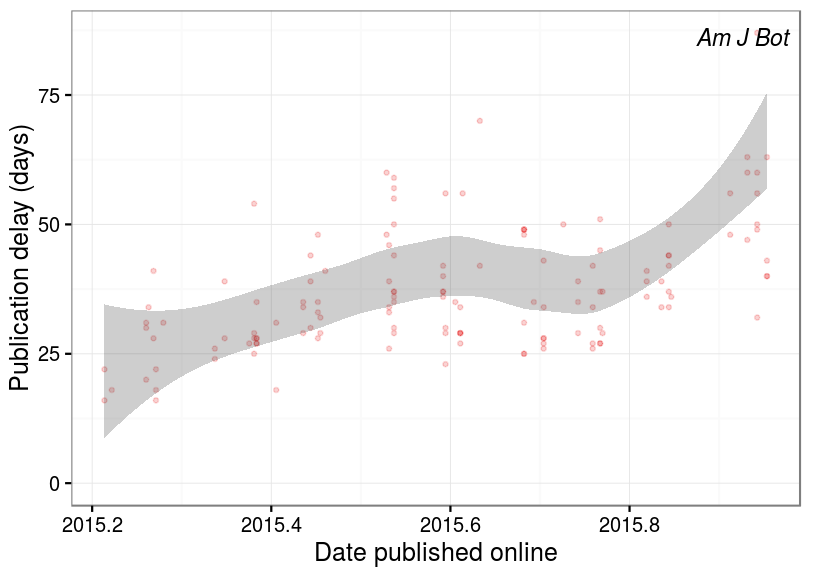 Am J Bot
Publication delay (days)
75
50
25
0
2015.2 2015.4 2015.6 2015.8
Date published online